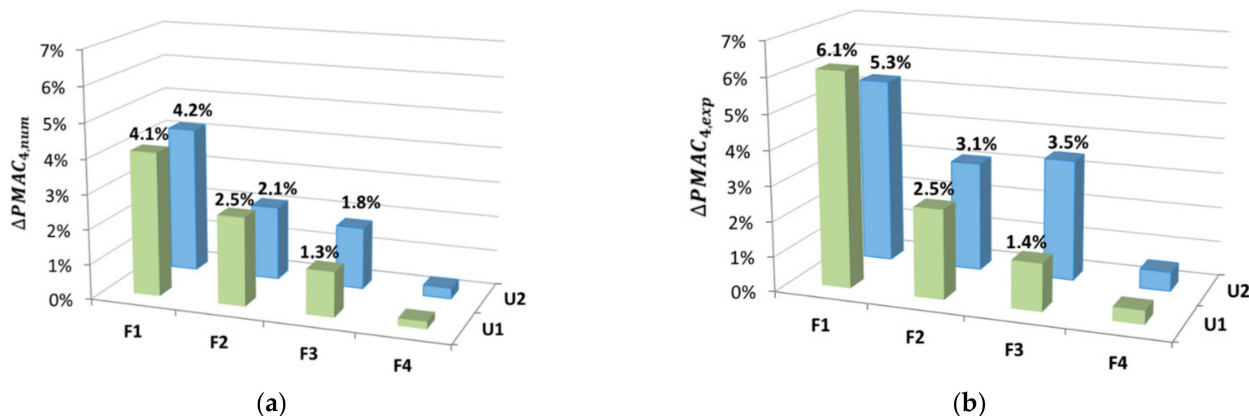 7%
6%
5%
4%
3%
2%
1%
0%
ΔPMAC4,num
4.1%
4.2%
2.5%
2.1%
1.3%
1.8%
F1
F2
F3
F4
U1
U2
(a)
7%
6%
5%
4%
3%
2%
1%
0%
ΔPMAC4,exp
6.1%
5.3%
2.5%
3.1%
1.4%
3.5%
F1
F2
F3
F4
U1
U2
(b)